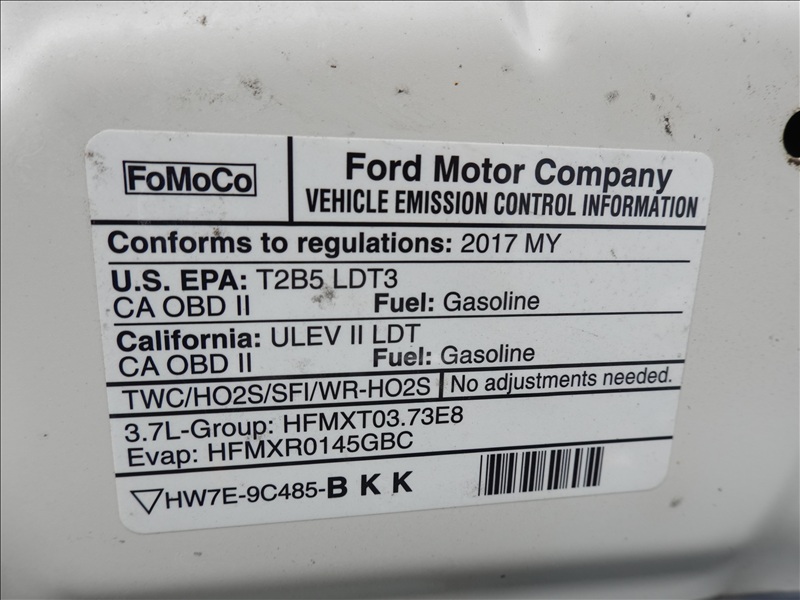 FoMoCo
Ford Motor Company
VEHICLE EMISSION CONTROL INFORMATION
Conforms to regulations: 2017 MY
U.S. EPA: T2B5 LDT3
CA OBD II Fuel: Gasoline
California: ULEV II LDT
CA OBD II Fuel: Gasoline
TWC/HO2S/SFI/WR-HO2S No adjustments needed.
3.7L-Group: HFMXT03.73E8
Evap: HFMXR0145GBC
HW7E-9C485-BKK